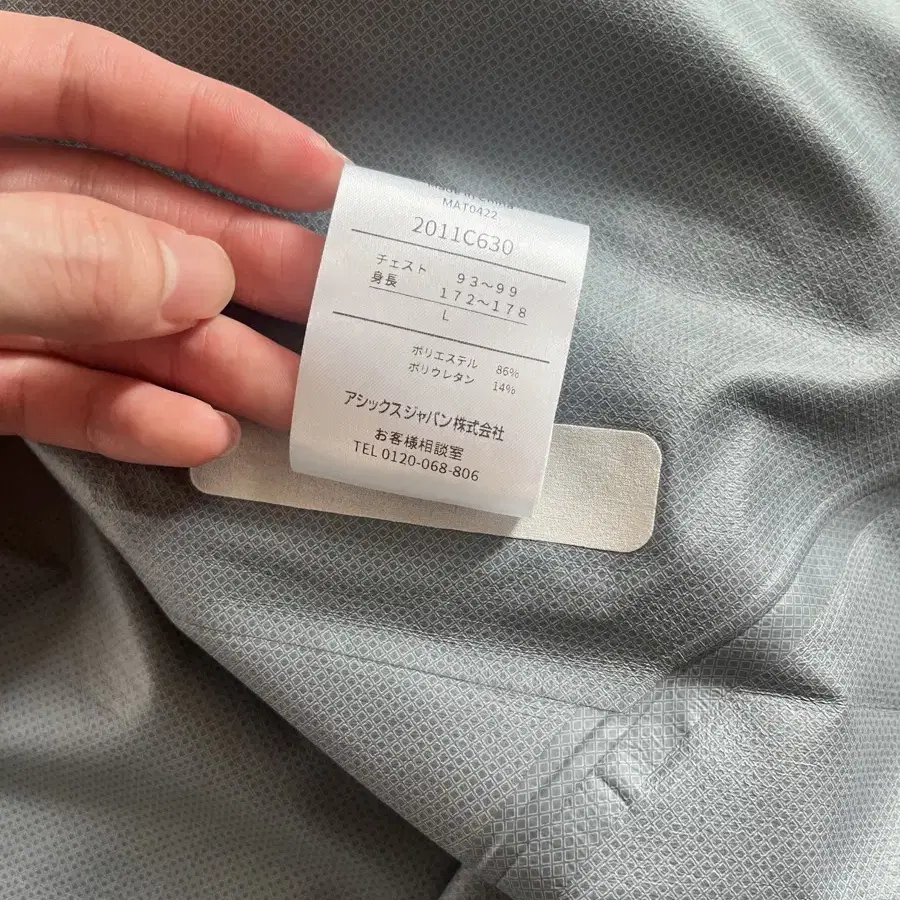 MAT0422
2011C630
チェスト 93～99
身長 172～178
L
ポリエステル 86%
ポリウレタン 14%
アシックスジャパン株式会社
お客様相談室
TEL 0120-068-806